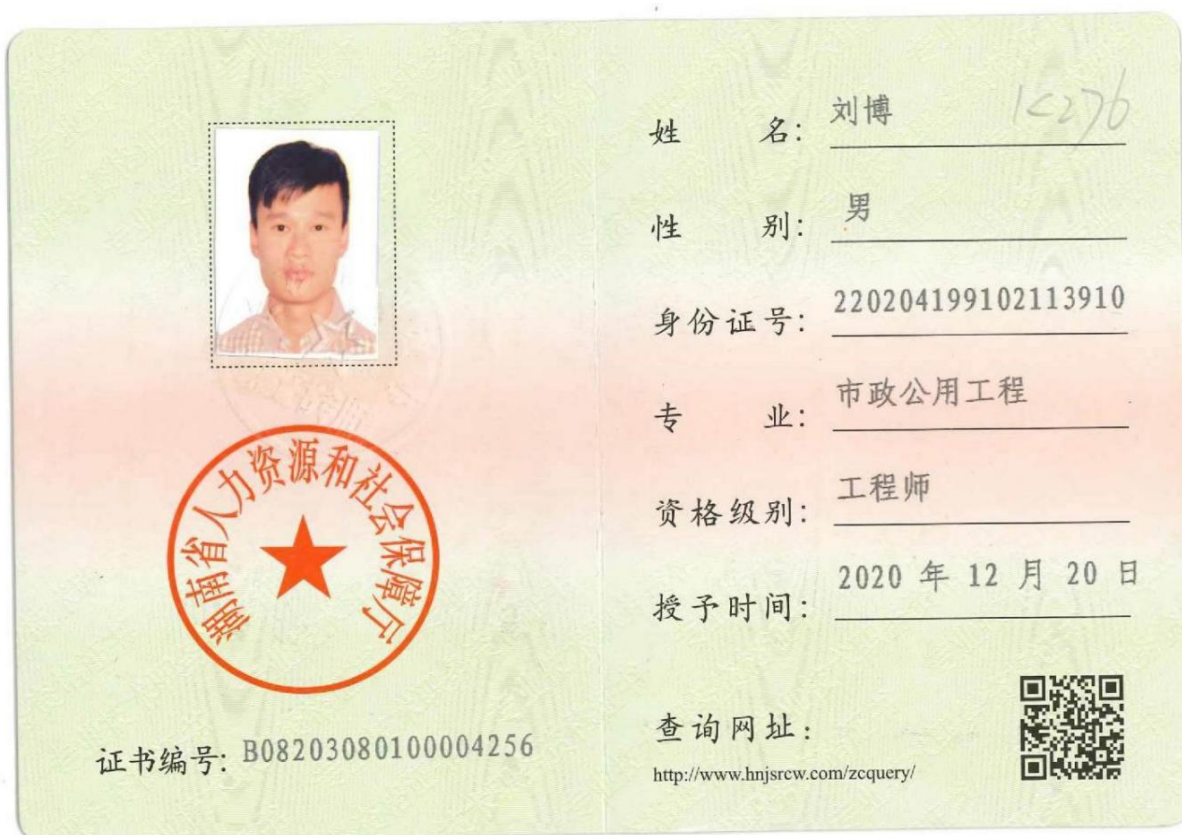 湖南省人力资源和社会保障厅
证书编号: B08203080100004256
姓 名: 刘博 K276
性 别: 男
身份证号: 220204199102113910
专 业: 市政公用工程
资格级别: 工程师
授予时间: 2020 年 12 月 20 日
查询网址:
http://www.hnjsrcw.com/zcquery/